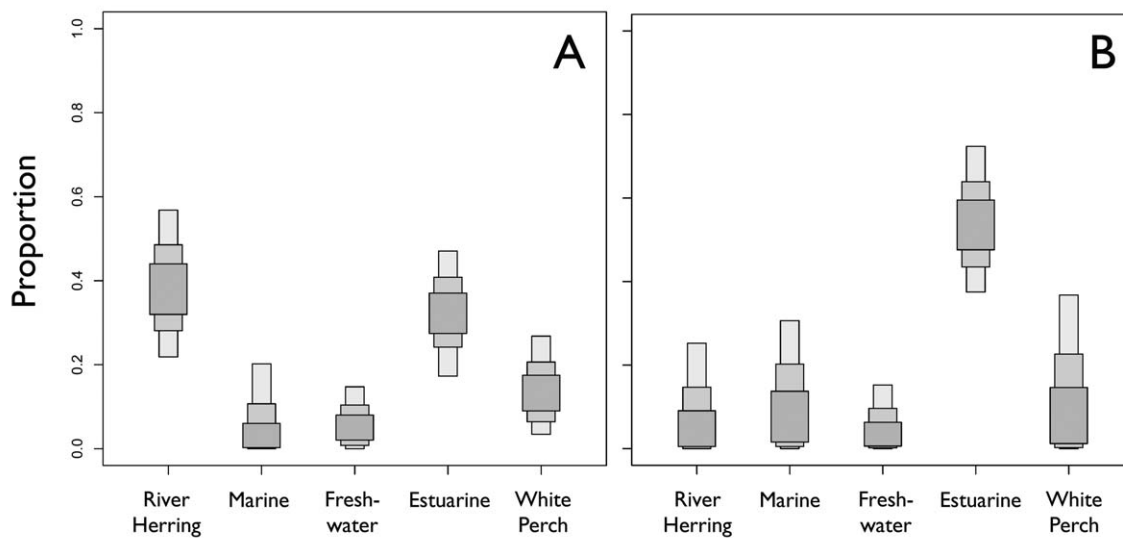 A
B
Proportion
1.0
0.8
0.6
0.4
0.2
0.0
River Herring
Marine
Fresh-water
Estuarine
White Perch
River Herring
Marine
Fresh-water
Estuarine
White Perch